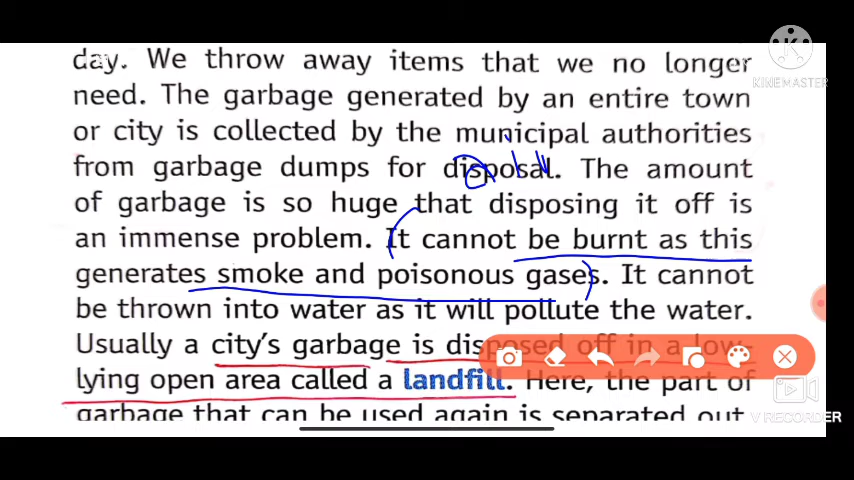 day. We throw away items that we no longer
KINEMASTER
need. The garbage generated by an entire town
or city is collected by the municipal authorities
from garbage dumps for disposal. The amount
of garbage is so huge that disposing it off is
an immense problem. It cannot be burnt as this
generates smoke and poisonous gases. It cannot
be thrown into water as it will pollute the water.
Usually a city's garbage is disposed off in a low-
lying open area called a landfill. Here, the part of
garbage that can be used again is separated out
V RECORDER